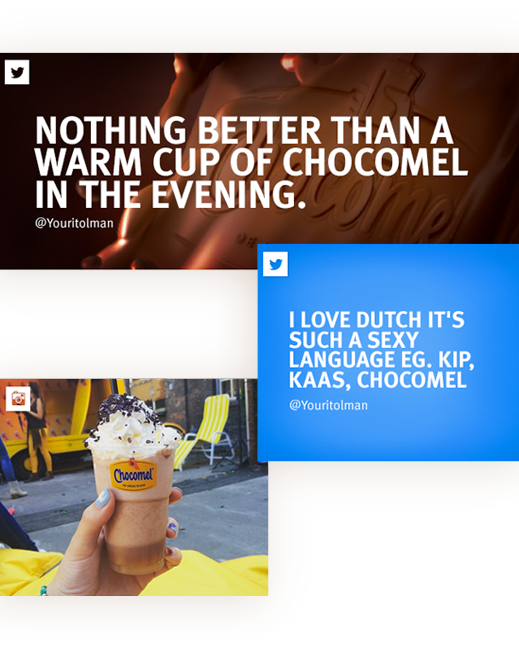 NOTHING BETTER THAN A
WARM CUP OF CHOCOMEL
IN THE EVENING.
@Youritolman
I LOVE DUTCH IT'S
SUCH A SEXY
LANGUAGE EG. KIP,
KAAS, CHOCOMEL
@Youritolman
Chocomel